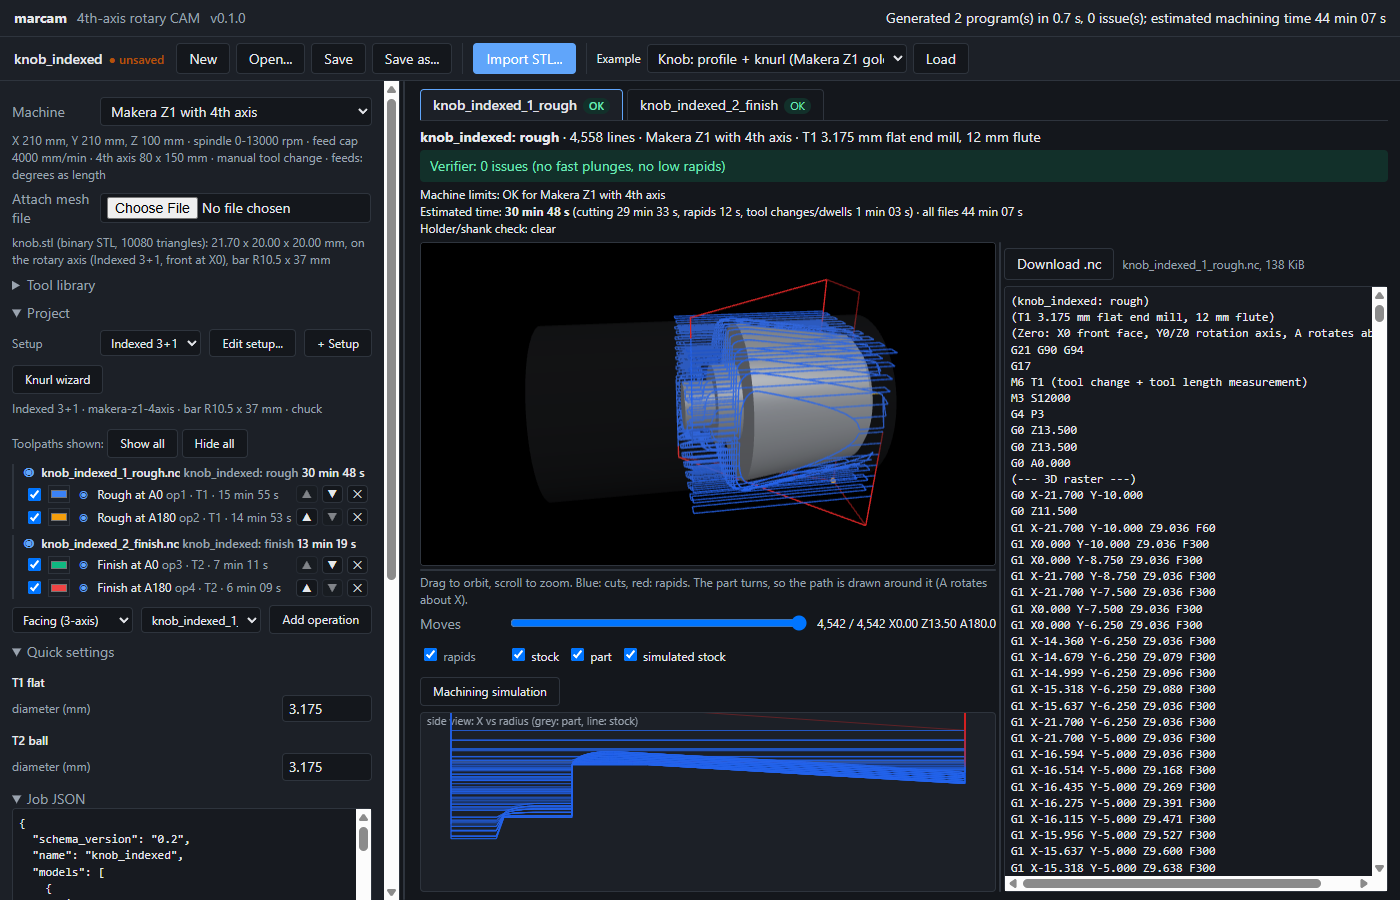 marcam 4th-axis rotary CAM v0.1.0
Generated 2 program(s) in 0.7 s, 0 issue(s); estimated machining time 44 min 07 s
knob_indexed ● unsaved New Open... Save Save as... Import STL... Example Knob: profile + knurl (Makera Z1 gol Load
Machine Makera Z1 with 4th axis
X 210 mm, Y 210 mm, Z 100 mm · spindle 0-13000 rpm · feed cap
4000 mm/min · 4th axis 80 x 150 mm · manual tool change · feeds:
degrees as length
Attach mesh file Choose File No file chosen
knob.stl (binary STL, 10080 triangles): 21.70 x 20.00 x 20.00 mm, on
the rotary axis (Indexed 3+1, front at X0), bar R10.5 x 37 mm
▶ Tool library
▼ Project
Setup Indexed 3+1 Edit setup... + Setup
Knurl wizard
Indexed 3+1 · makera-z1-4axis · bar R10.5 x 37 mm · chuck
Toolpaths shown: Show all Hide all
knob_indexed_1_rough.nc knob_indexed: rough 30 min 48 s
Rough at A0 op1 · T1 · 15 min 55 s ▲ ▼ ✕
Rough at A180 op2 · T1 · 14 min 53 s ▲ ▼ ✕
knob_indexed_2_finish.nc knob_indexed: finish 13 min 19 s
Finish at A0 op3 · T2 · 7 min 11 s ▲ ▼ ✕
Finish at A180 op4 · T2 · 6 min 09 s ▲ ▼ ✕
Facing (3-axis) knob_indexed_1_ Add operation
▼ Quick settings
T1 flat
diameter (mm) 3.175
T2 ball
diameter (mm) 3.175
▼ Job JSON
{
"schema_version": "0.2",
"name": "knob_indexed",
"models": [
{
knob_indexed_1_rough OK knob_indexed_2_finish OK
knob_indexed: rough · 4,558 lines · Makera Z1 with 4th axis · T1 3.175 mm flat end mill, 12 mm flute
Verifier: 0 issues (no fast plunges, no low rapids)
Machine limits: OK for Makera Z1 with 4th axis
Estimated time: 30 min 48 s (cutting 29 min 33 s, rapids 12 s, tool changes/dwells 1 min 03 s) · all files 44 min 07 s
Holder/shank check: clear
Drag to orbit, scroll to zoom. Blue: cuts, red: rapids. The part turns, so the path is drawn around it (A rotates
about X).
Moves 4,542 / 4,542 X0.00 Z13.50 A180.0
rapids stock part simulated stock
Machining simulation
side view: X vs radius (grey: part, line: stock)
Download .nc knob_indexed_1_rough.nc, 138 KiB
(knob_indexed: rough)
(T1 3.175 mm flat end mill, 12 mm flute)
(Zero: X0 front face, Y0/Z0 rotation axis, A rotates ab
G21 G90 G94
G17
M6 T1 (tool change + tool length measurement)
M3 S12000
G4 P3
G0 Z13.500
G0 Z13.500
G0 A0.000
(--- 3D raster ---)
G0 X-21.700 Y-10.000
G0 Z11.500
G1 X-21.700 Y-10.000 Z9.036 F60
G1 X0.000 Y-10.000 Z9.036 F300
G1 X0.000 Y-8.750 Z9.036 F300
G1 X-21.700 Y-8.750 Z9.036 F300
G1 X-21.700 Y-7.500 Z9.036 F300
G1 X0.000 Y-7.500 Z9.036 F300
G1 X0.000 Y-6.250 Z9.036 F300
G1 X-14.360 Y-6.250 Z9.036 F300
G1 X-14.679 Y-6.250 Z9.079 F300
G1 X-14.999 Y-6.250 Z9.096 F300
G1 X-15.318 Y-6.250 Z9.080 F300
G1 X-15.637 Y-6.250 Z9.036 F300
G1 X-21.700 Y-6.250 Z9.036 F300
G1 X-21.700 Y-5.000 Z9.036 F300
G1 X-16.594 Y-5.000 Z9.036 F300
G1 X-16.514 Y-5.000 Z9.168 F300
G1 X-16.435 Y-5.000 Z9.269 F300
G1 X-16.275 Y-5.000 Z9.391 F300
G1 X-16.115 Y-5.000 Z9.471 F300
G1 X-15.956 Y-5.000 Z9.527 F300
G1 X-15.637 Y-5.000 Z9.600 F300
G1 X-15.318 Y-5.000 Z9.638 F300